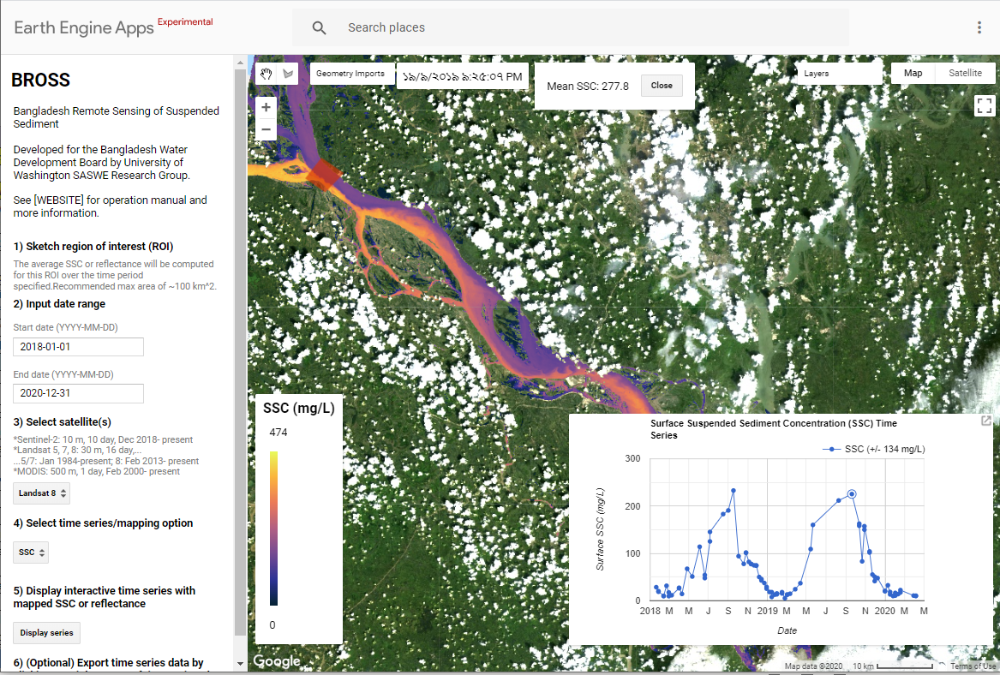 Earth Engine Apps Experimental
Search places
BROSS
Bangladesh Remote Sensing of Suspended
Sediment
Developed for the Bangladesh Water
Development Board by University of
Washington SASWE Research Group.
See [WEBSITE] for operation manual and
more information.
1) Sketch region of interest (ROI)
The average SSC or reflectance will be computed
for this ROI over the time period
specified.Recommended max area of ~100 km^2.
2) Input date range
Start date (YYYY-MM-DD)
2018-01-01
End date (YYYY-MM-DD)
2020-12-31
3) Select satellite(s)
*Sentinel-2: 10 m, 10 day, Dec 2018- present
*Landsat 5, 7, 8: 30 m, 16 day,...
...5/7: Jan 1984-present; 8: Feb 2013- present
*MODIS: 500 m, 1 day, Feb 2000- present
Landsat 8
4) Select time series/mapping option
SSC
5) Display interactive time series with
mapped SSC or reflectance
Display series
6) (Optional) Export time series data by
Geometry Imports
PM
Mean SSC: 277.8
Close
Layers
Map
Satellite
+
−
SSC (mg/L)
474
0
Surface Suspended Sediment Concentration (SSC) Time
Series
SSC (+/- 134 mg/L)
300
200
100
0
Surface SSC (mg/L)
2018 M M J S N 2019 M M J S N 2020 M M
Date
Google
Map data ©2020 10 km Terms of Use